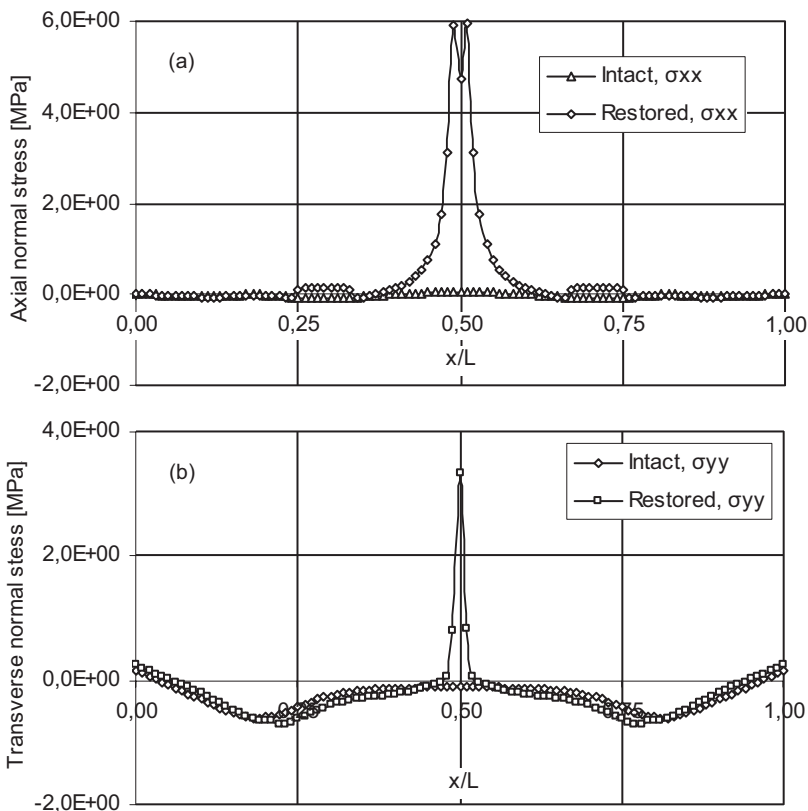 6,0E+00
(a)
Intact, σxx
Restored, σxx
4,0E+00
2,0E+00
0,0E+00
-2,0E+00
Axial normal stress [MPa]
0,00
0,25
0,50
0,75
1,00
x/L
4,0E+00
(b)
Intact, σyy
Restored, σyy
2,0E+00
0,0E+00
-2,0E+00
Transverse normal stess [MPa]
0,00
0,50
1,00
x/L